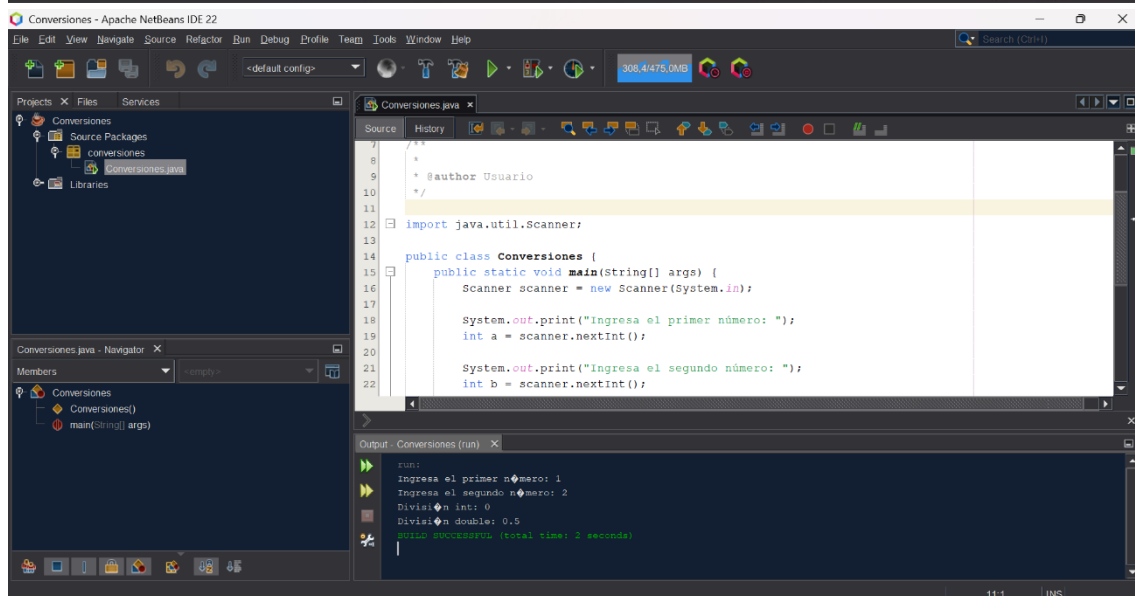 Conversiones - Apache NetBeans IDE 22
File Edit View Navigate Source Refactor Run Debug Profile Team Tools Window Help
Search (Ctrl+I)
<default config>
308,4/475,0MB
Projects Files Services
Conversiones
Source Packages
conversiones
Conversiones.java
Libraries
Conversiones.java - Navigator
Members
<empty>
Conversiones
Conversiones()
main(String[] args)
Conversiones.java
Source History
7 /**
8 *
9 * @author Usuario
10 */
11
12 import java.util.Scanner;
13
14 public class Conversiones {
15 public static void main(String[] args) {
16 Scanner scanner = new Scanner(System.in);
17
18 System.out.print("Ingresa el primer número: ");
19 int a = scanner.nextInt();
20
21 System.out.print("Ingresa el segundo número: ");
22 int b = scanner.nextInt();
Output - Conversiones (run)
run:
Ingresa el primer n�mero: 1
Ingresa el segundo n�mero: 2
Divisi�n int: 0
Divisi�n double: 0.5
BUILD SUCCESSFUL (total time: 2 seconds)
11:1 INS